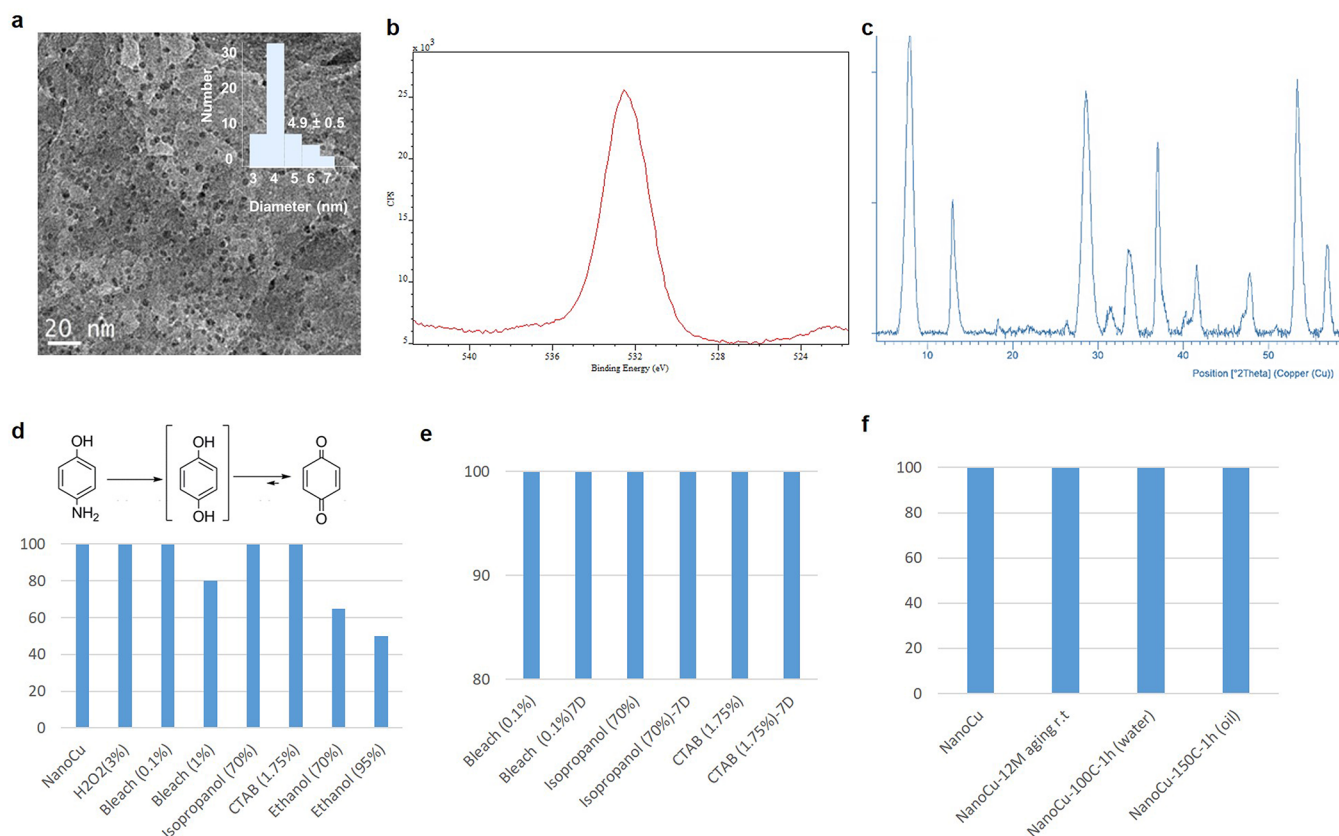 a
30
20
10
0
Number
4.9 ± 0.5
3 4 5 6 7
Diameter (nm)
20 nm
b
x 10³
25
20
15
10
5
CPS
540 536 532 528 524
Binding Energy (eV)
c
10 20 30 40 50
Position [°2Theta] (Copper (Cu))
d
OH
NH₂
OH
OH
O
O
100
80
60
40
20
0
NanoCu
H2O2(3%)
Bleach (0.1%)
Bleach (1%)
Isopropanol (70%
CTAB (1.75%)
Ethanol (70%)
Ethanol (95%)
e
100
90
80
Bleach (0.1%)
Bleach (0.1%)7D
Isopropanol (70%)
Isopropanol (70%)-7D
CTAB (1.75%)
CTAB (1.75%)-7D
f
100
80
60
40
20
0
NanoCu
NanoCu-12M aging r.t
NanoCu-100C-1h (water)
NanoCu-150C-1h (oil)